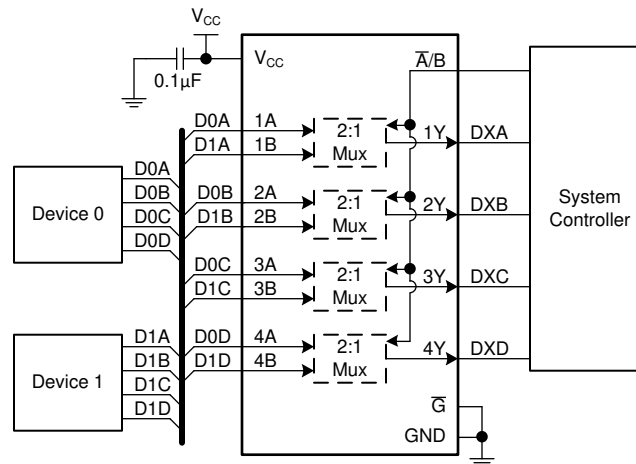 V_CC
0.1µF
V_CC
A̅/B
D0A 1A
D1A 1B
2:1
Mux
1Y DXA
D0B 2A
D1B 2B
2:1
Mux
2Y DXB
D0C 3A
D1C 3B
2:1
Mux
3Y DXC
D0D 4A
D1D 4B
2:1
Mux
4Y DXD
G̅
GND
Device 0
D0A
D0B
D0C
D0D
Device 1
D1A
D1B
D1C
D1D
System
Controller